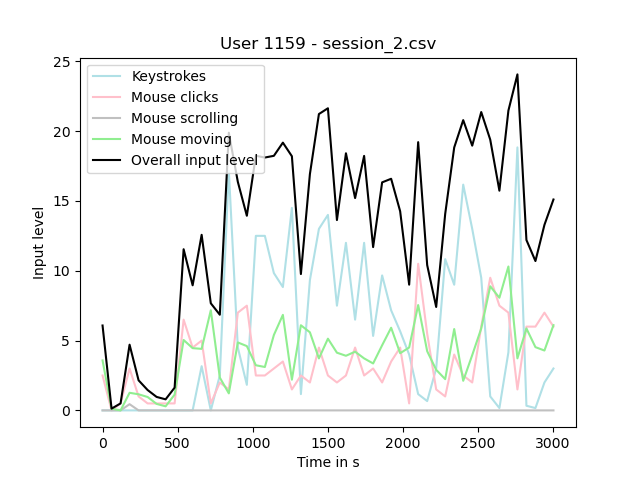 User 1159 - session_2.csv
25
20
15
10
5
0
Input level
Keystrokes
Mouse clicks
Mouse scrolling
Mouse moving
Overall input level
0
500
1000
1500
2000
2500
3000
Time in s